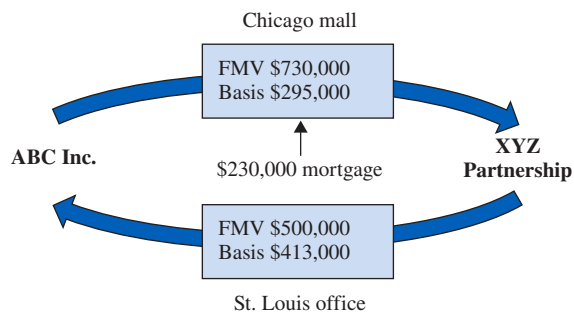 Chicago mall
FMV $730,000
Basis $295,000
ABC Inc.
$230,000 mortgage
XYZ
Partnership
FMV $500,000
Basis $413,000
St. Louis office